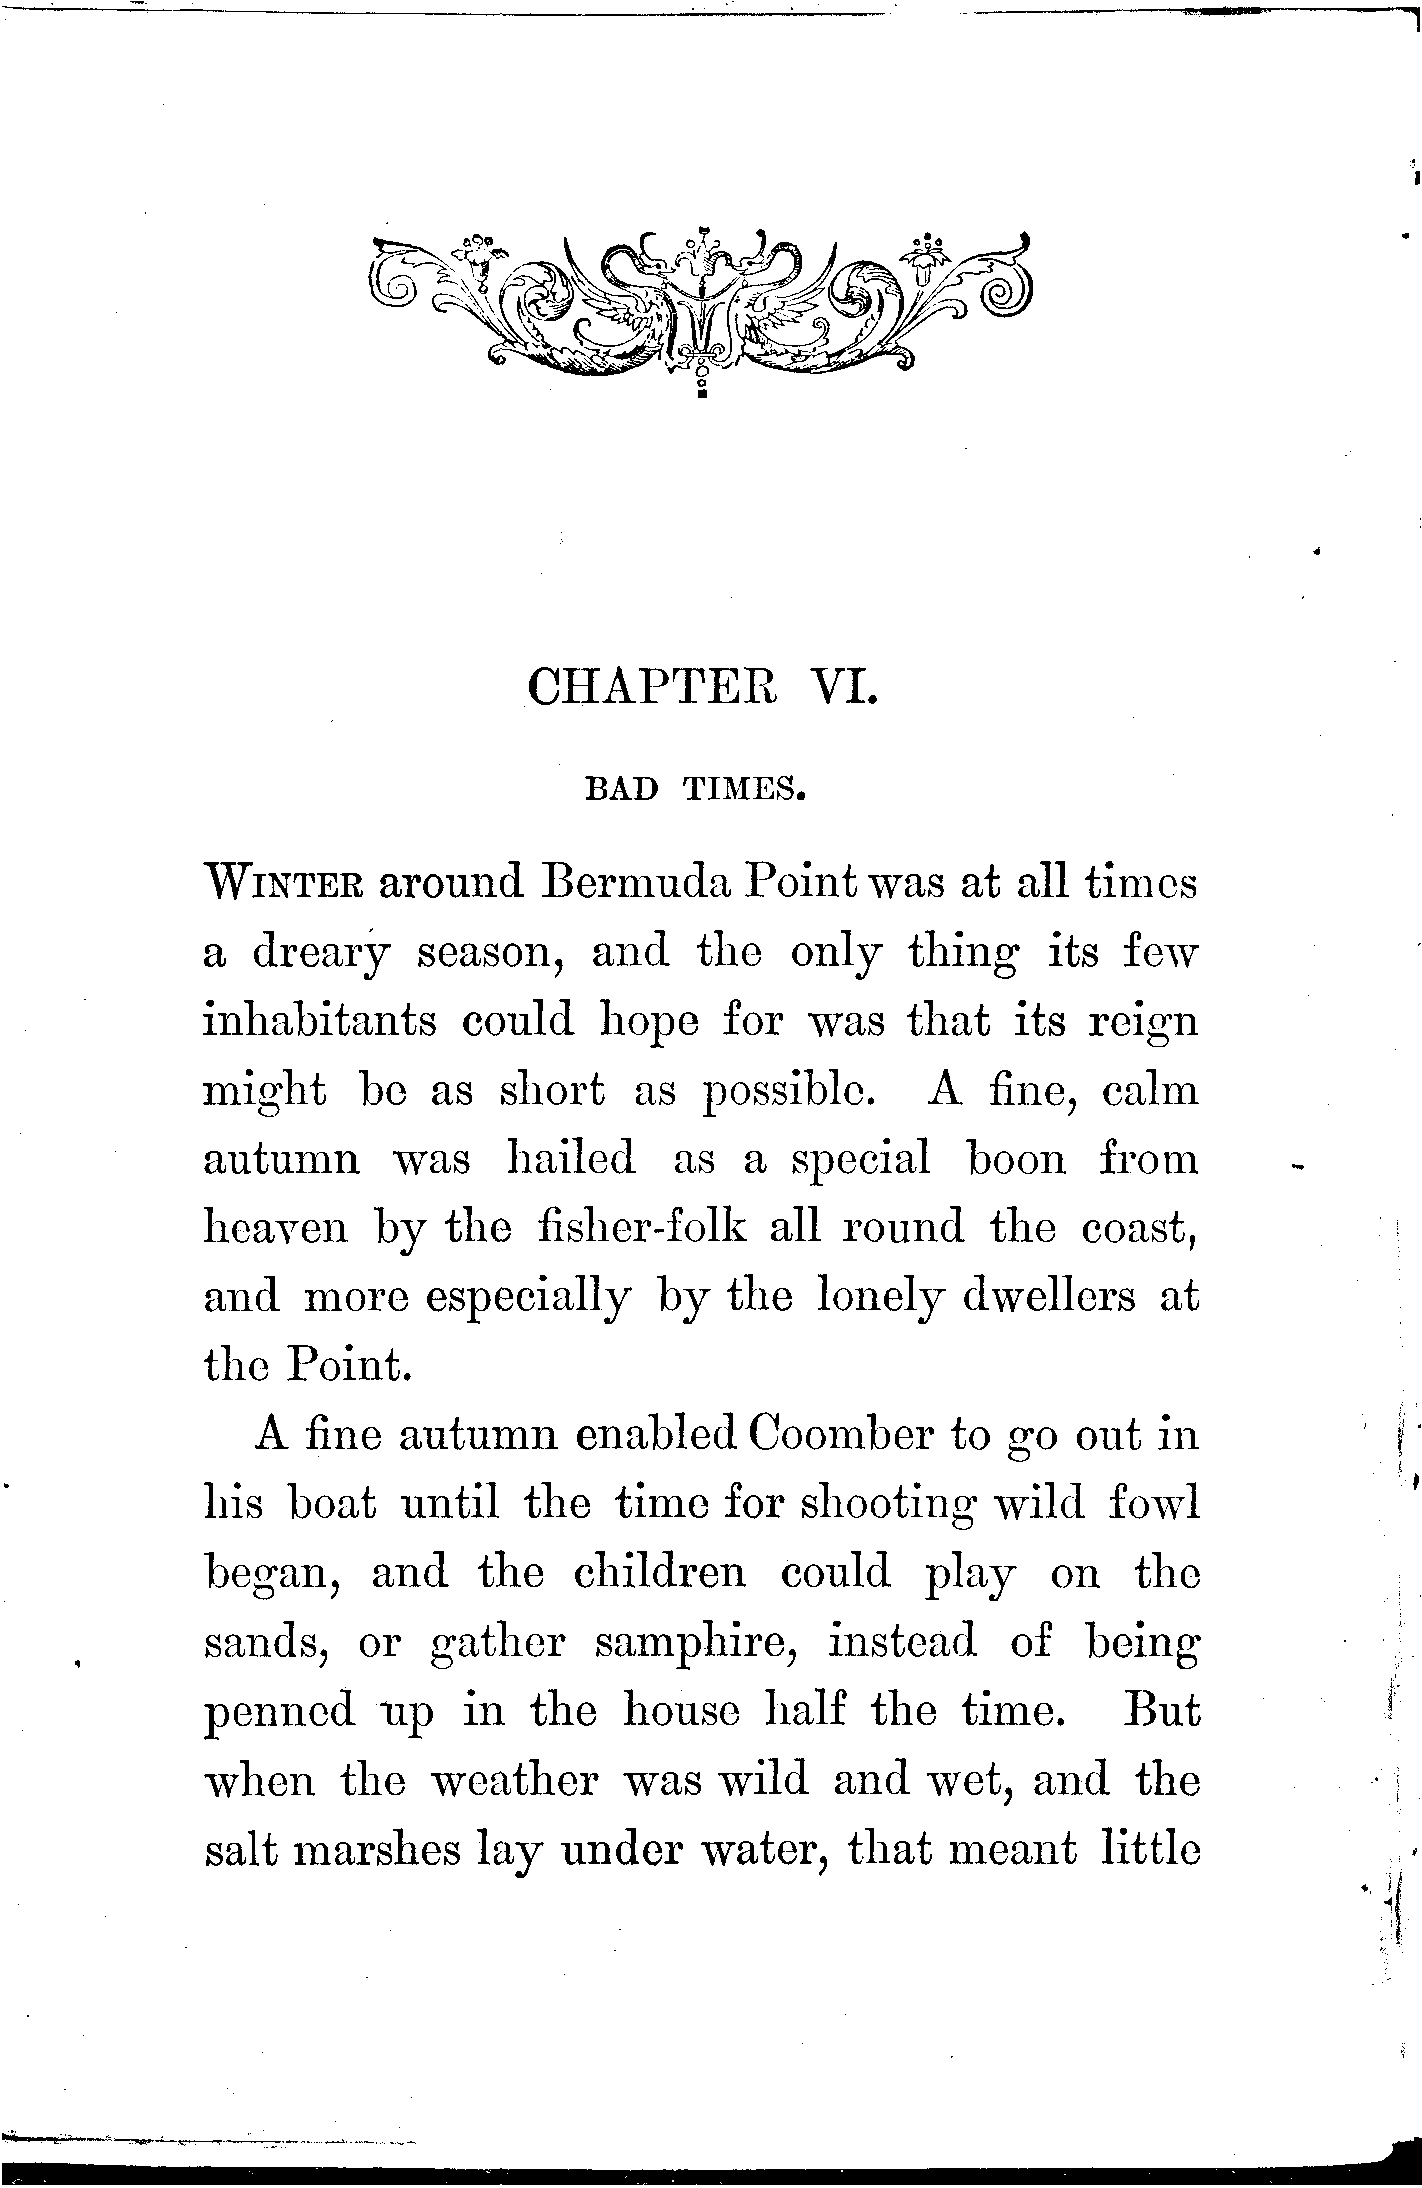 CHAPTER VI.
BAD TIMES.
WINTER around Bermuda Point was at all times
a dreary season, and the only thing its few
inhabitants could hope for was that its reign
might be as short as possible. A fine, calm
autumn was hailed as a special boon from
heaven by the fisher-folk all round the coast,
and more especially by the lonely dwellers at
the Point.
A fine autumn enabled Coomber to go out in
his boat until the time for shooting wild fowl
began, and the children could play on the
sands, or gather samphire, instead of being
penned up in the house half the time. But
when the weather was wild and wet, and the
salt marshes lay under water, that meant little